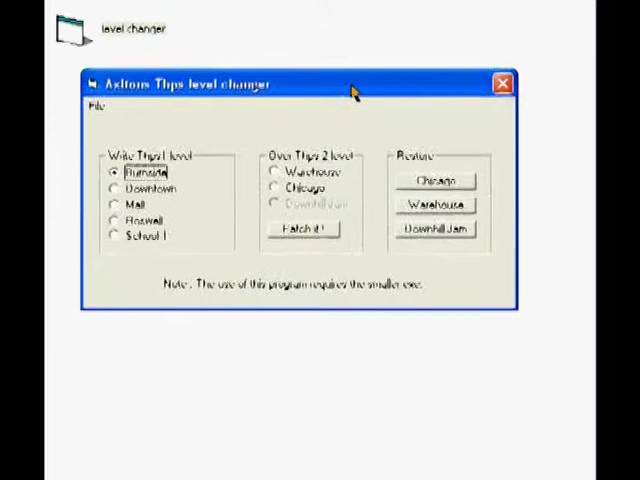 level changer
Axltons Thps level changer
File
Write Thps1 level
Burnside
Downtown
Mall
Roswell
School I
Over Thps 2 level
Warehouse
Chicago
Downhill Jam
Patch it !
Restore
Chicago
Warehouse
Downhill Jam
Note : The use of this program requires the smaller exe.